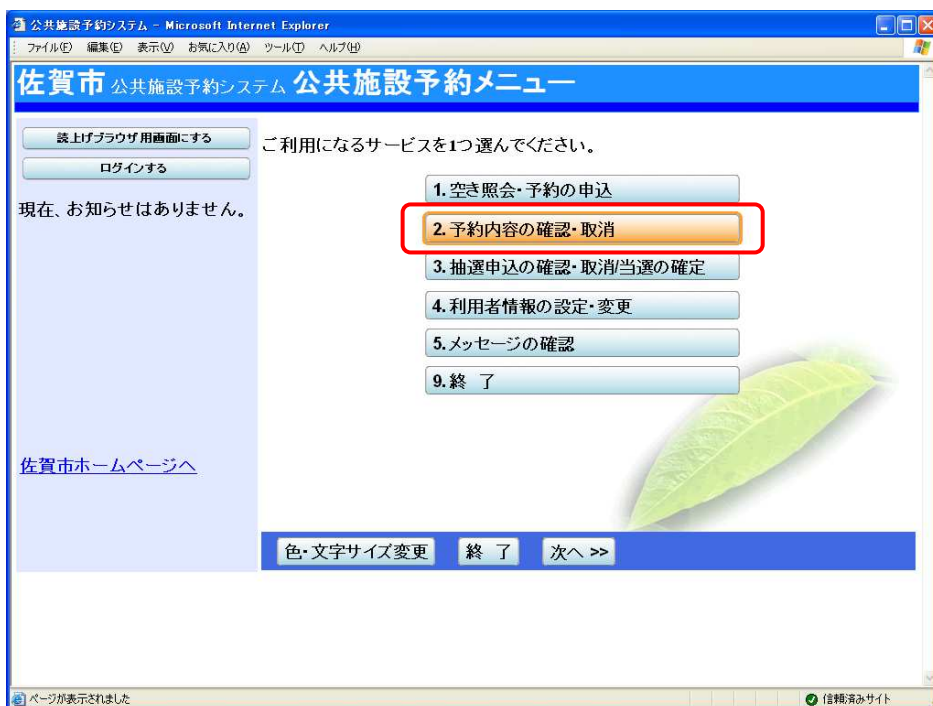 公共施設予約システム - Microsoft Internet Explorer
ファイル(F) 編集(E) 表示(V) お気に入り(A) ツール(T) ヘルプ(H)
佐賀市 公共施設予約システム 公共施設予約メニュー
読上げブラウザ用画面にする
ログインする
現在、お知らせはありません。
佐賀市ホームページへ
ご利用になるサービスを1つ選んでください。
1. 空き照会・予約の申込
2. 予約内容の確認・取消
3. 抽選申込の確認・取消/当選の確定
4. 利用者情報の設定・変更
5. メッセージの確認
9. 終 了
色・文字サイズ変更 終 了 次へ >>
ページが表示されました 信頼済みサイト